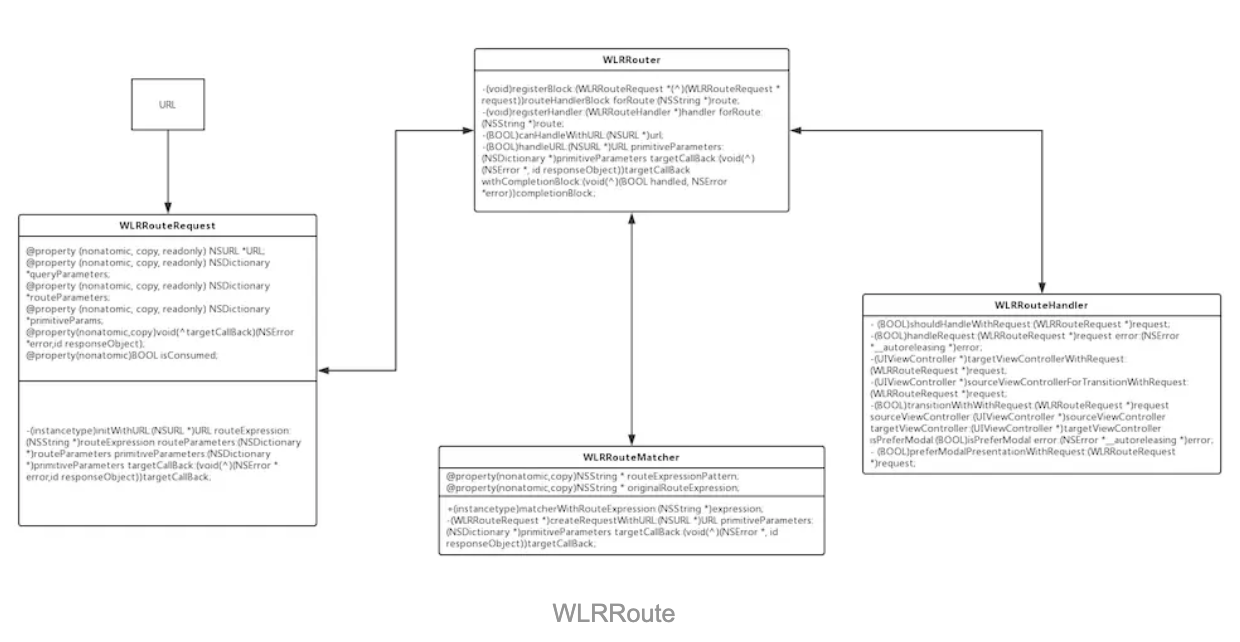 URL
WLRRouter
-(void)registerBlock:(WLRRouteRequest *(^)(WLRRouteRequest *
request))routeHandlerBlock forRoute:(NSString *)route;
-(void)registerHandler:(WLRRouteHandler *)handler forRoute:
(NSString *)route;
-(BOOL)canHandleWithURL:(NSURL *)url;
-(BOOL)handleURL:(NSURL *)URL primitiveParameters:
(NSDictionary *)primitiveParameters targetCallBack:(void(^)
(NSError *, id responseObject))targetCallBack
withCompletionBlock:(void(^)(BOOL handled, NSError
*error))completionBlock;
WLRRouteRequest
@property (nonatomic, copy, readonly) NSURL *URL;
@property (nonatomic, copy, readonly) NSDictionary
*queryParameters;
@property (nonatomic, copy, readonly) NSDictionary
*routeParameters;
@property (nonatomic, copy, readonly) NSDictionary
*primitiveParams;
@property(nonatomic,copy)void(^targetCallBack)(NSError
*error,id responseObject);
@property(nonatomic)BOOL isConsumed;
-(instancetype)initWithURL:(NSURL *)URL routeExpression:
(NSString *)routeExpression routeParameters:(NSDictionary
*)routeParameters primitiveParameters:(NSDictionary
*)primitiveParameters targetCallBack:(void(^)(NSError *
error,id responseObject))targetCallBack;
WLRRouteHandler
- (BOOL)shouldHandleWithRequest:(WLRRouteRequest *)request;
-(BOOL)handleRequest:(WLRRouteRequest *)request error:(NSError
*__autoreleasing *)error;
-(UIViewController *)targetViewControllerWithRequest:
(WLRRouteRequest *)request;
-(UIViewController *)sourceViewControllerForTransitionWithRequest:
(WLRRouteRequest *)request;
-(BOOL)transitionWithWithRequest:(WLRRouteRequest *)request
sourceViewController:(UIViewController *)sourceViewController
targetViewController:(UIViewController *)targetViewController
isPreferModal:(BOOL)isPreferModal error:(NSError *__autoreleasing *)error;
- (BOOL)preferModalPresentationWithRequest:(WLRRouteRequest
*)request;
WLRRouteMatcher
@property(nonatomic,copy)NSString * routeExpressionPattern;
@property(nonatomic,copy)NSString * originalRouteExpression;
+(instancetype)matcherWithRouteExpression:(NSString *)expression;
-(WLRRouteRequest *)createRequestWithURL:(NSURL *)URL primitiveParameters:
(NSDictionary *)primitiveParameters targetCallBack:(void(^)(NSError *, id
responseObject))targetCallBack;
WLRRoute